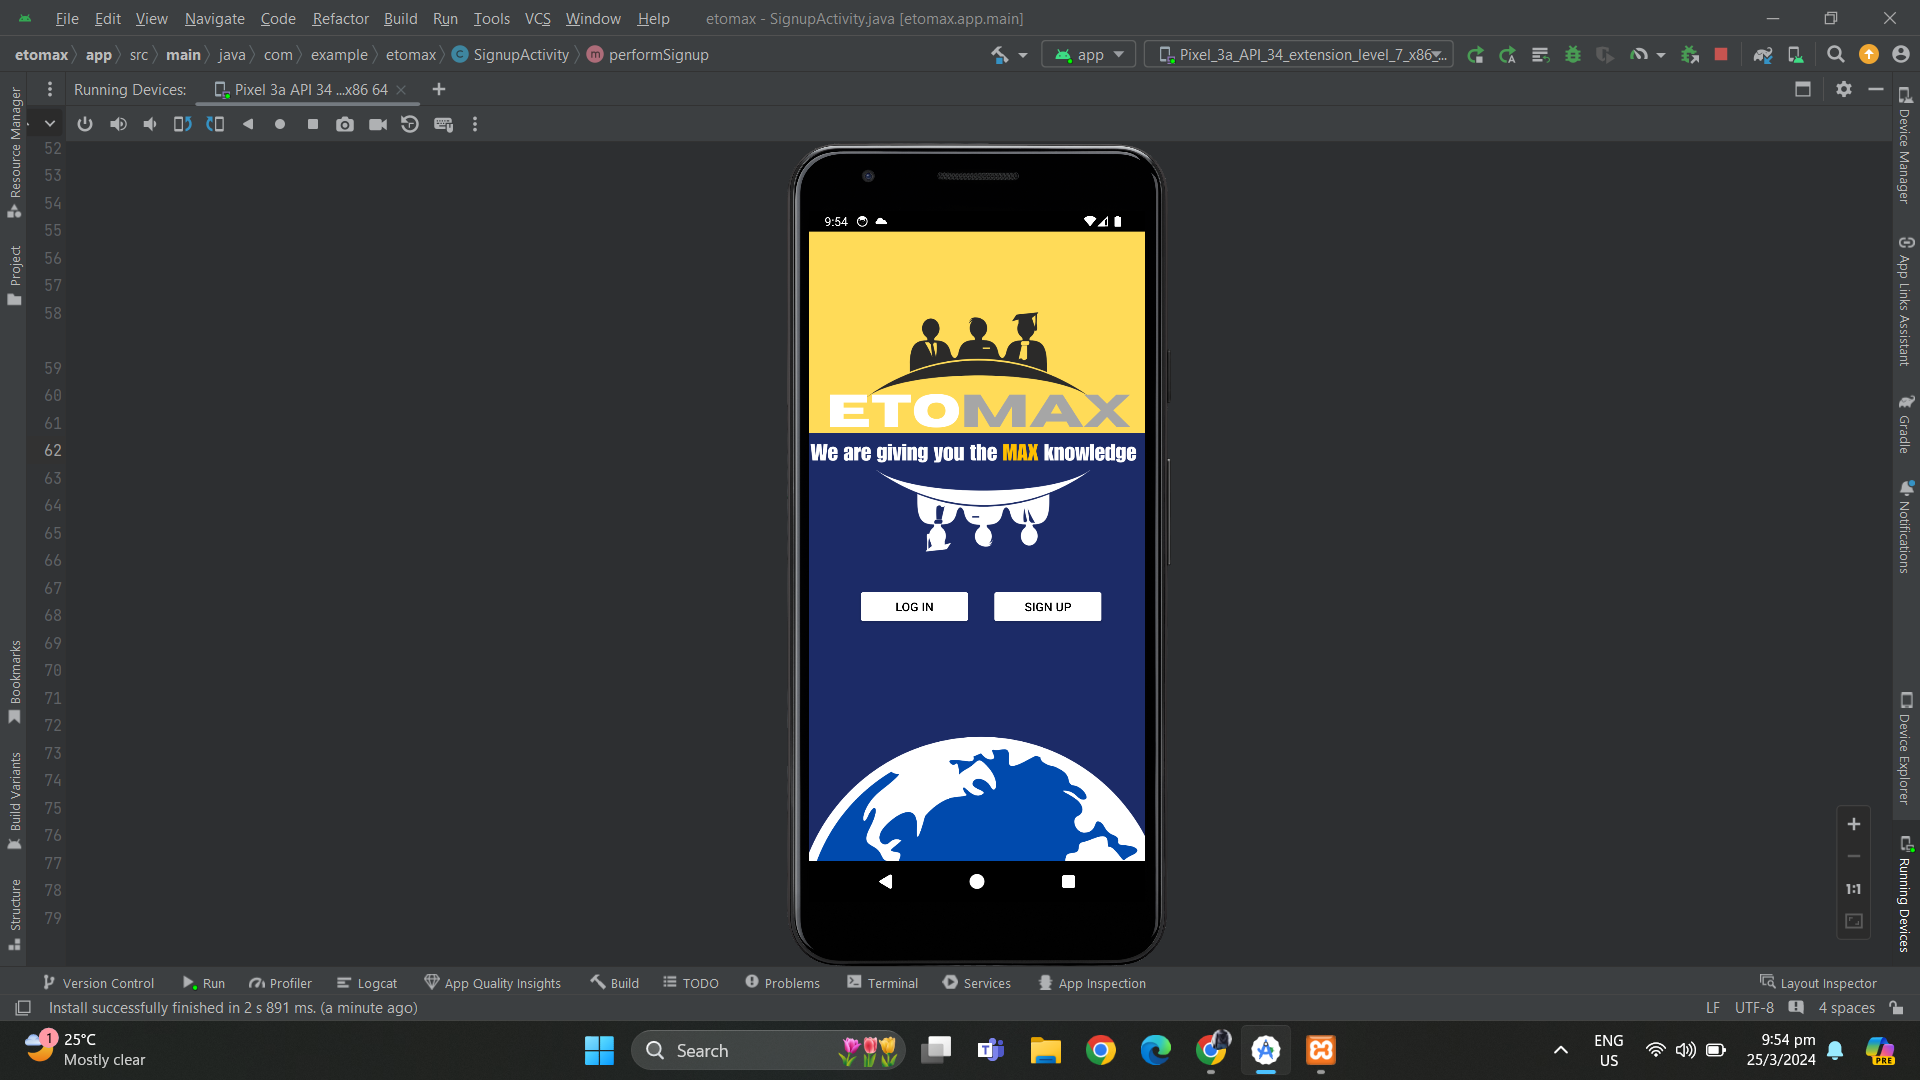 File Edit View Navigate Code Refactor Build Run Tools VCS Window Help etomax - SignupActivity.java [etomax.app.main]
etomax app src main java com example etomax SignupActivity performSignup app Pixel_3a_API_34_extension_level_7_x86...
Running Devices: Pixel 3a API 34 ...x86 64
Resource Manager
Project
Bookmarks
Build Variants
Structure
52
53
54
55
56
57
58
59
60
61
62
63
64
65
66
67
68
69
70
71
72
73
74
75
76
77
78
79
9:54
ETOMAX
We are giving you the MAX knowledge
LOG IN SIGN UP
1:1
Device Manager
App Links Assistant
Gradle
Notifications
Device Explorer
Running Devices
Version Control Run Profiler Logcat App Quality Insights Build TODO Problems Terminal Services App Inspection Layout Inspector
Install successfully finished in 2 s 891 ms. (a minute ago) LF UTF-8 4 spaces
1 25°C
Mostly clear
Search
ENG
US
9:54 pm
25/3/2024
PRE